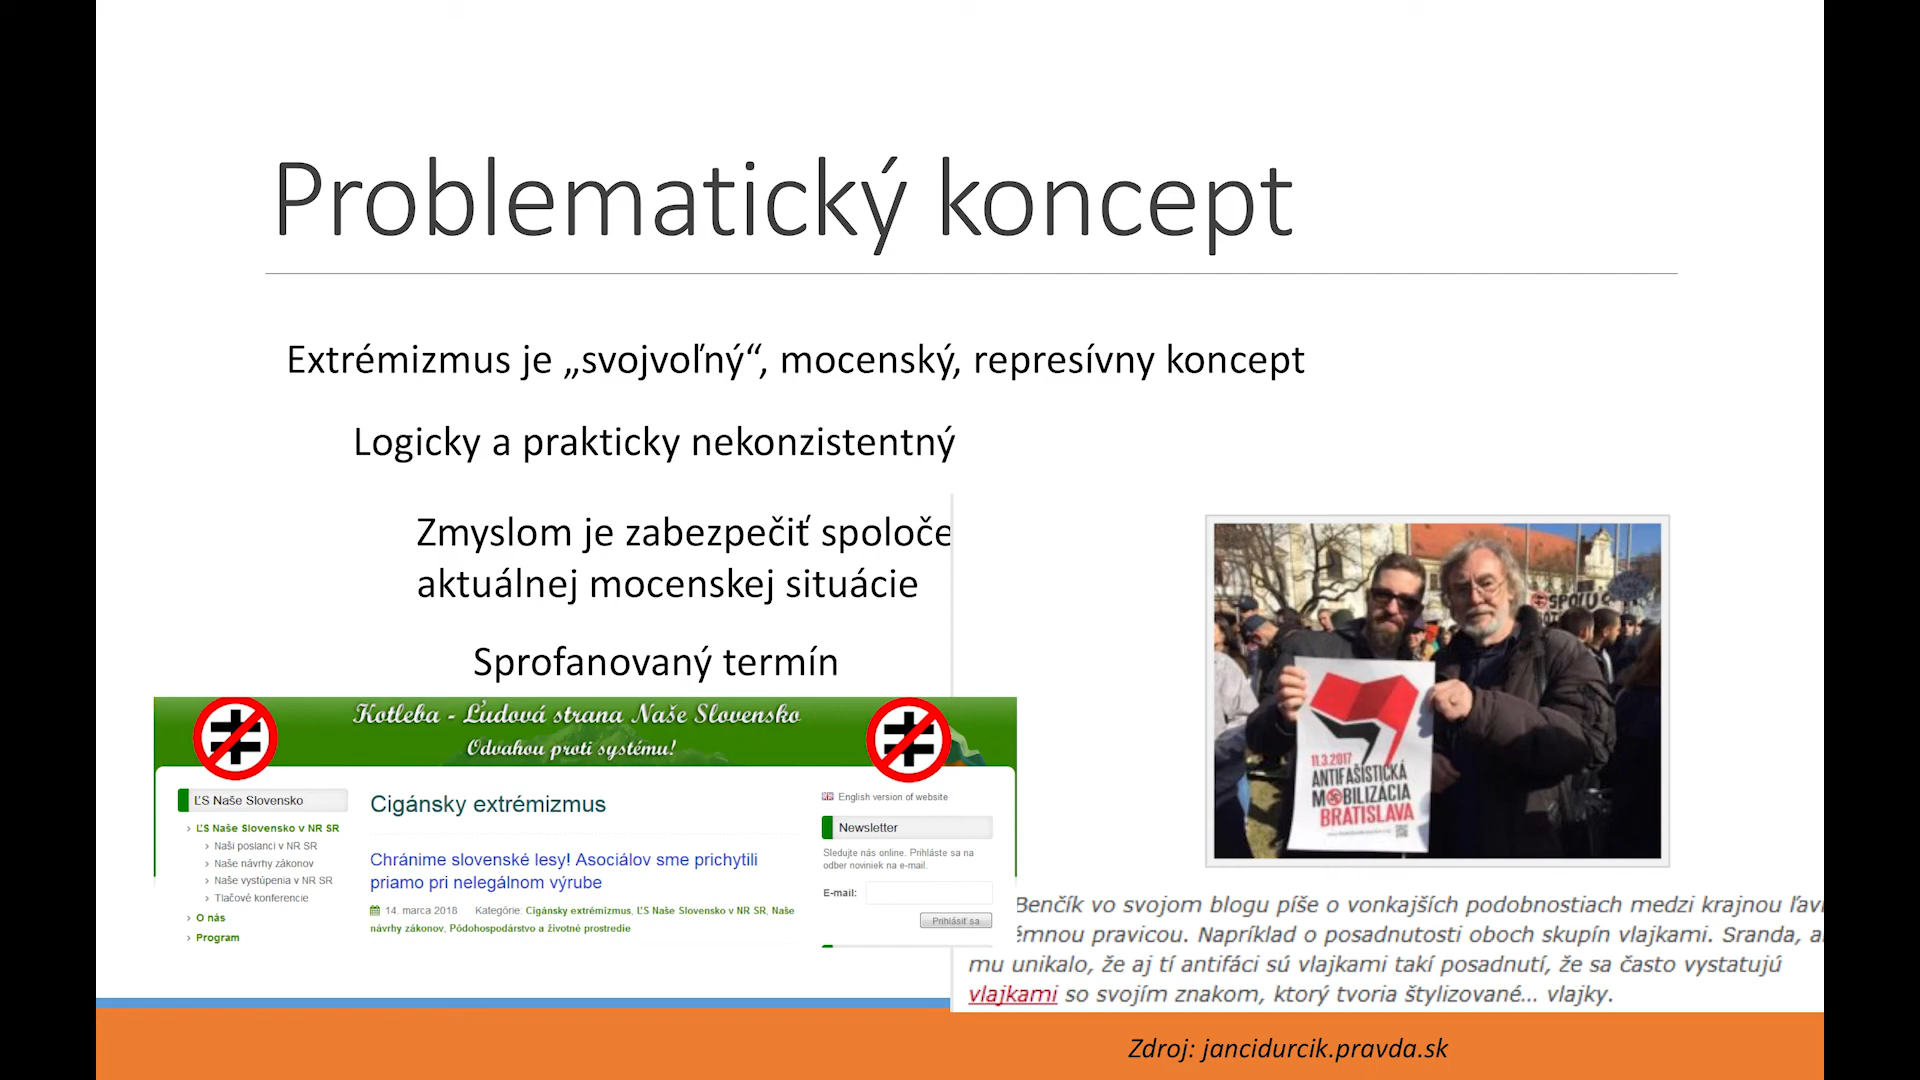 Problematický koncept
Extrémizmus je „svojvoľný“, mocenský, represívny koncept
Logicky a prakticky nekonzistentný
Zmyslom je zabezpečiť spoloče
aktuálnej mocenskej situácie
Sprofanovaný termín
Kotleba - Ľudová strana Naše Slovensko
Odvahou proti systému!
ĽS Naše Slovensko
ĽS Naše Slovensko v NR SR
Naši poslanci v NR SR
Naše návrhy zákonov
Naše vystúpenia v NR SR
Tlačové konferencie
O nás
Program
Cigánsky extrémizmus
Chránime slovenské lesy! Asociálov sme prichytili
priamo pri nelegálnom výrube
14. marca 2018 Kategórie: Cigánsky extrémizmus, ĽS Naše Slovensko v NR SR, Naše
návrhy zákonov, Pôdohospodárstvo a životné prostredie
English version of website
Newsletter
Sledujte nás online. Prihláste sa na
odber noviniek na e-mail.
E-mail:
Prihlásiť sa
SPOLU
11.3.2017
ANTIFAŠISTICKÁ
MOBILIZÁCIA
BRATISLAVA
Benčík vo svojom blogu píše o vonkajších podobnostiach medzi krajnou ľav
émnou pravicou. Napríklad o posadnutosti oboch skupín vlajkami. Sranda, a
mu unikalo, že aj tí antifáci sú vlajkami takí posadnutí, že sa často vystatujú
vlajkami so svojím znakom, ktorý tvoria štylizované... vlajky.
Zdroj: jancidurcik.pravda.sk